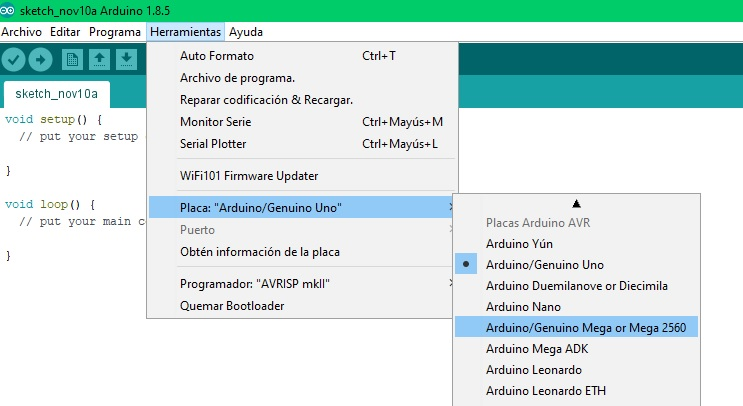 sketch_nov10a Arduino 1.8.5
Archivo Editar Programa Herramientas Ayuda
sketch_nov10a
void setup() {
// put your setup
}
void loop() {
// put your main c
}
Auto Formato Ctrl+T
Archivo de programa.
Reparar codificación & Recargar.
Monitor Serie Ctrl+Mayús+M
Serial Plotter Ctrl+Mayús+L
WiFi101 Firmware Updater
Placa: "Arduino/Genuino Uno"
Puerto
Obtén información de la placa
Programador: "AVRISP mkII"
Quemar Bootloader
Placas Arduino AVR
Arduino Yún
Arduino/Genuino Uno
Arduino Duemilanove or Diecimila
Arduino Nano
Arduino/Genuino Mega or Mega 2560
Arduino Mega ADK
Arduino Leonardo
Arduino Leonardo ETH